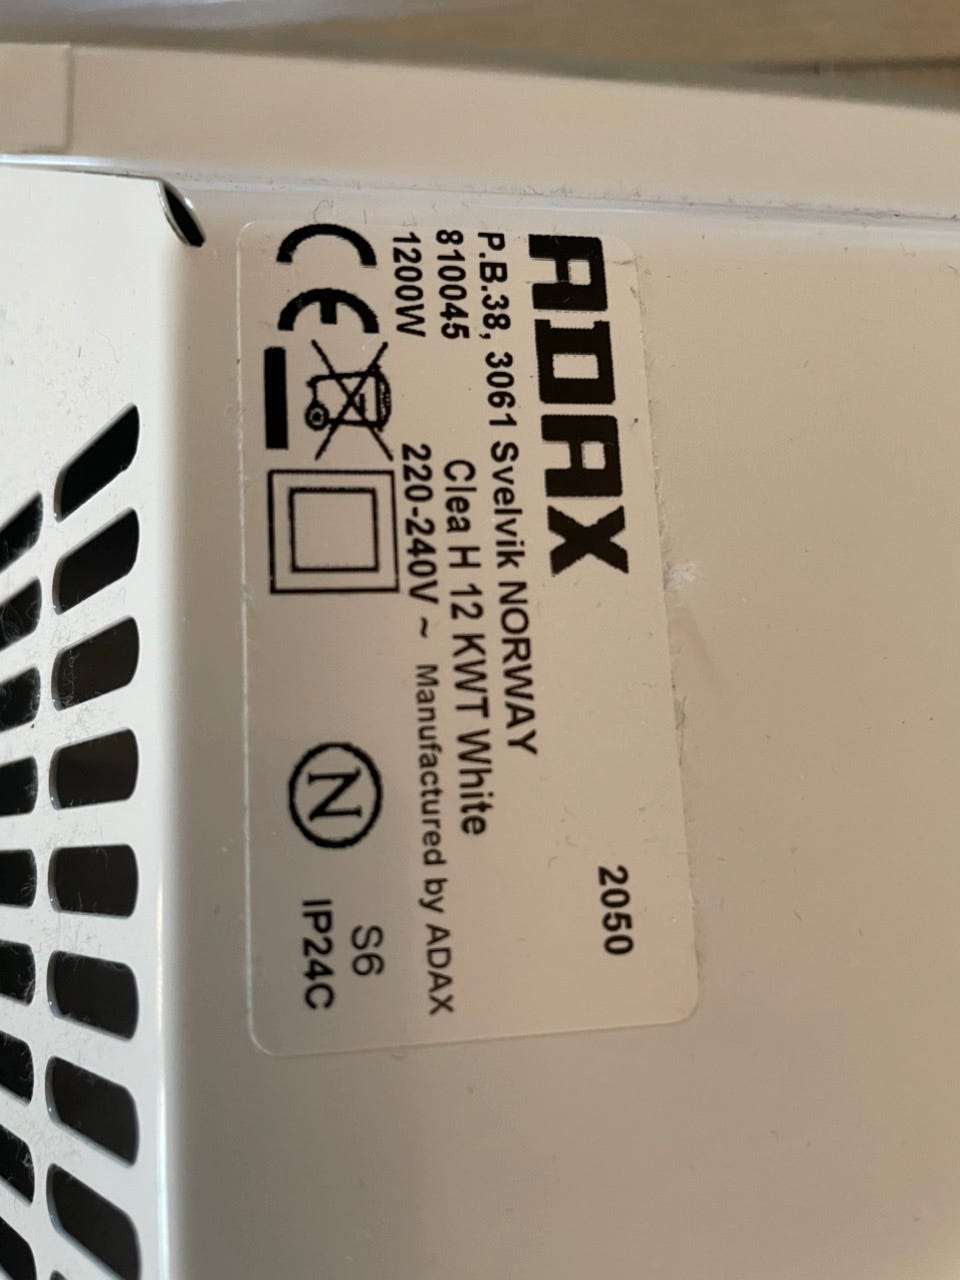 ADAX
2050
P.B.38, 3061 Svelvik NORWAY
810045 Clea H 12 KWT White
1200W 220-240V ~ Manufactured by ADAX
CE N S6
IP24C